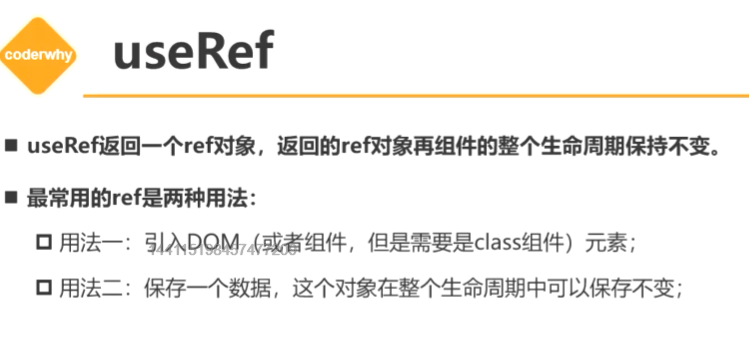 coderwhy
useRef
useRef返回一个ref对象，返回的ref对象再组件的整个生命周期保持不变。
最常用的ref是两种用法：
用法一：引入DOM（或者组件，但是需要是class组件）元素；
用法二：保存一个数据，这个对象在整个生命周期中可以保存不变；